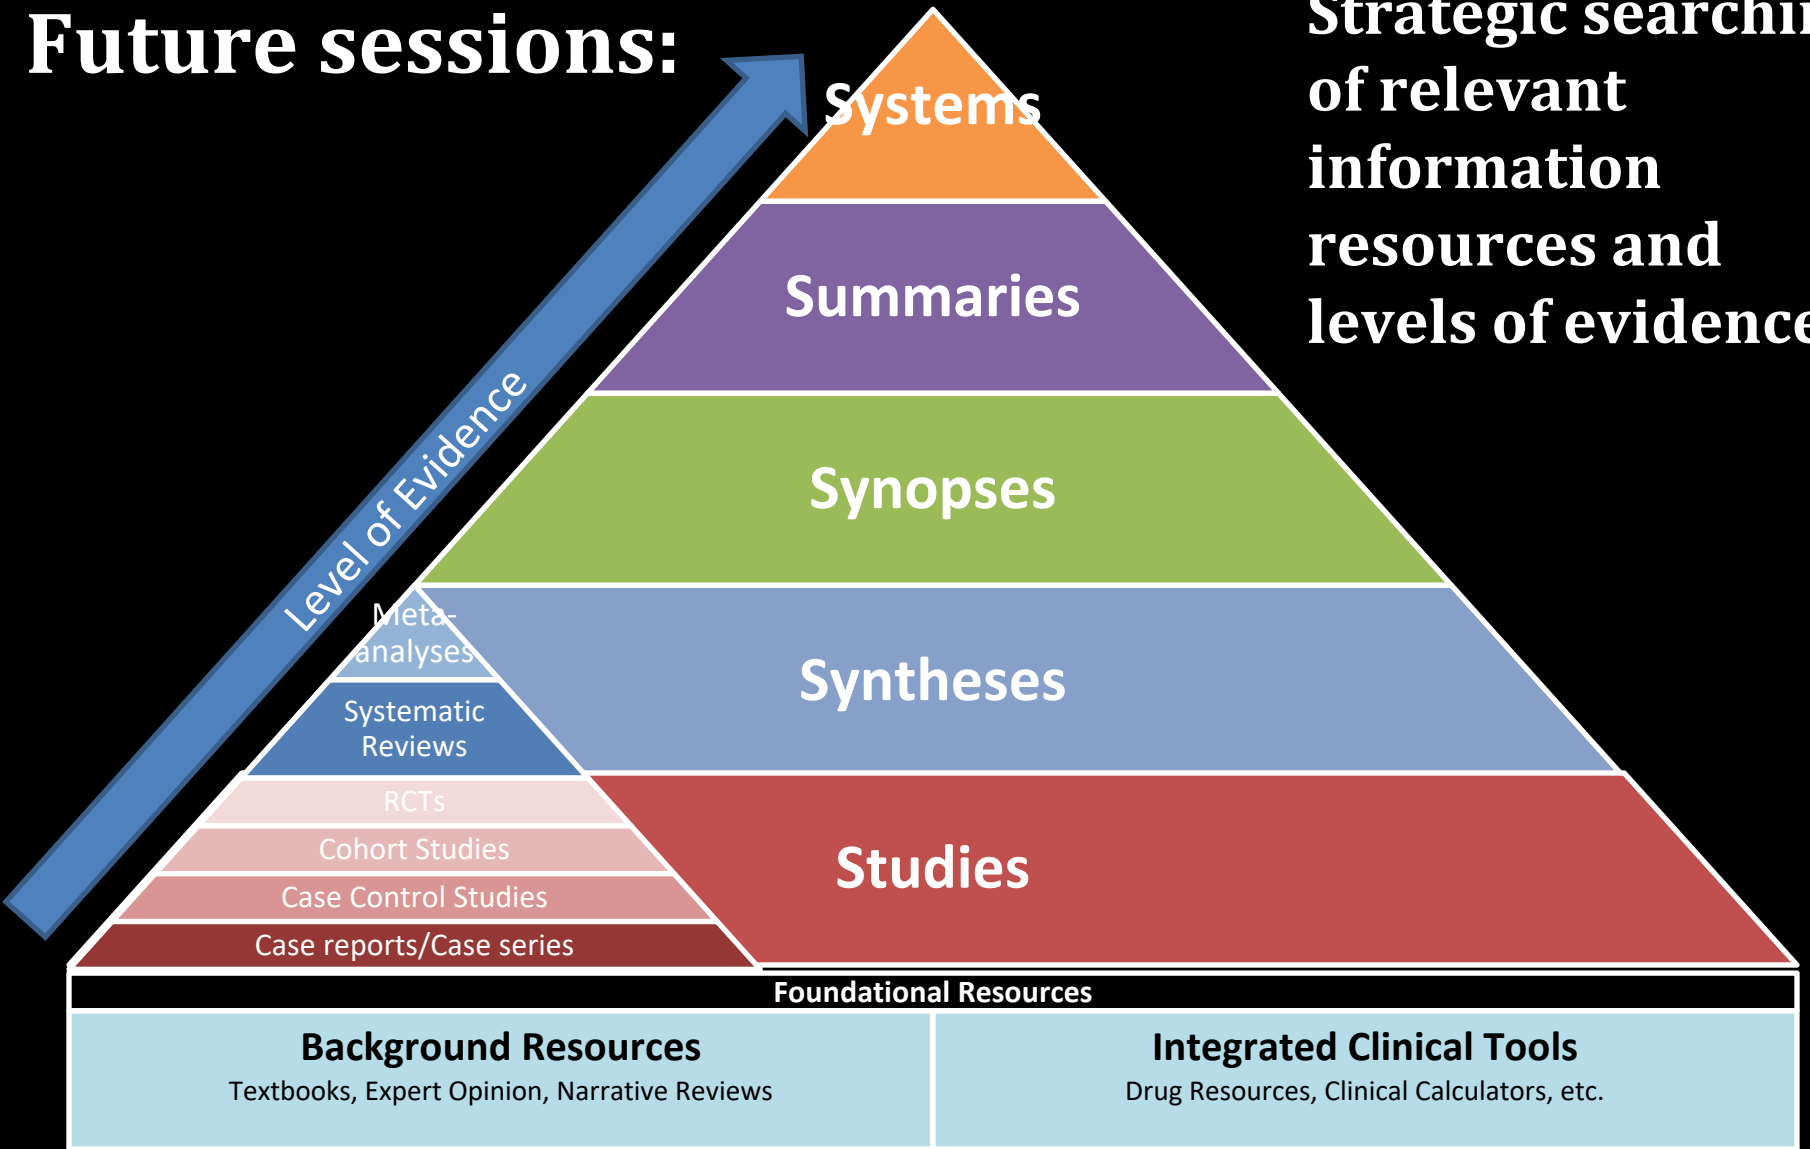 Future sessions:
Strategic searchin
of relevant
information
resources and
levels of evidence
Systems
Summaries
Synopses
Syntheses
Studies
Level of Evidence
Meta-
analyses
Systematic
Reviews
RCTs
Cohort Studies
Case Control Studies
Case reports/Case series
Foundational Resources
Background Resources
Textbooks, Expert Opinion, Narrative Reviews
Integrated Clinical Tools
Drug Resources, Clinical Calculators, etc.